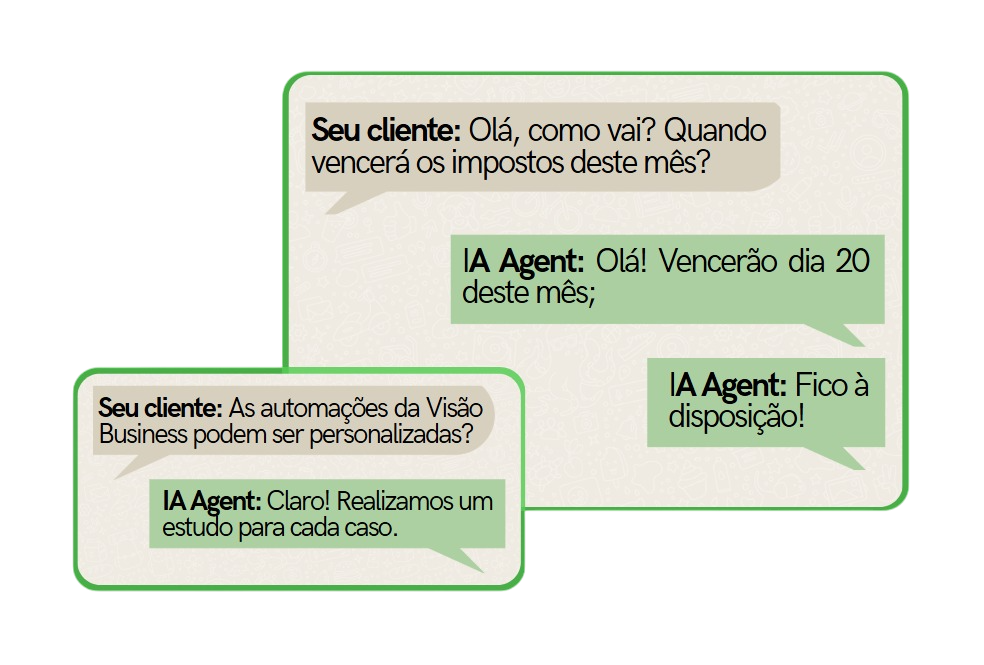 Seu cliente: Olá, como vai? Quando
vencerá os impostos deste mês?
IA Agent: Olá! Vencerão dia 20
deste mês;
IA Agent: Fico à
disposição!
Seu cliente: As automações da Visão
Business podem ser personalizadas?
IA Agent: Claro! Realizamos um
estudo para cada caso.